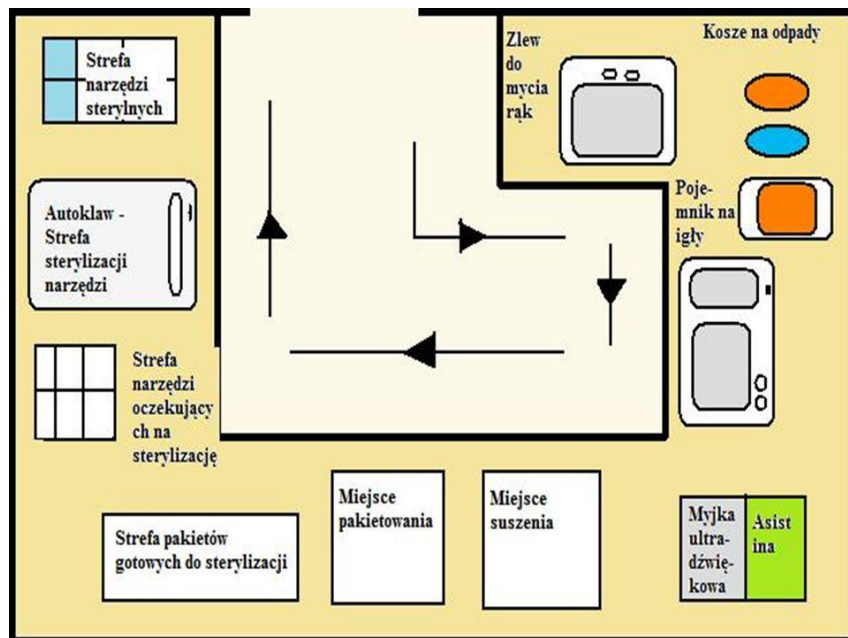 Strefa
narzędzi
sterylnych
Zlew
do
mycia
rąk
Kosze na odpady
Autoklaw -
Strefa
sterylizacji
narzędzi
Poje-
mnik na
igły
Strefa
narzędzi
oczekujący
ch na
sterylizację
Strefa pakietów
gotowych do sterylizacji
Miejsce
pakietowania
Miejsce
suszenia
Myjka
ultra-
dźwię-
kowa
Asist
ina